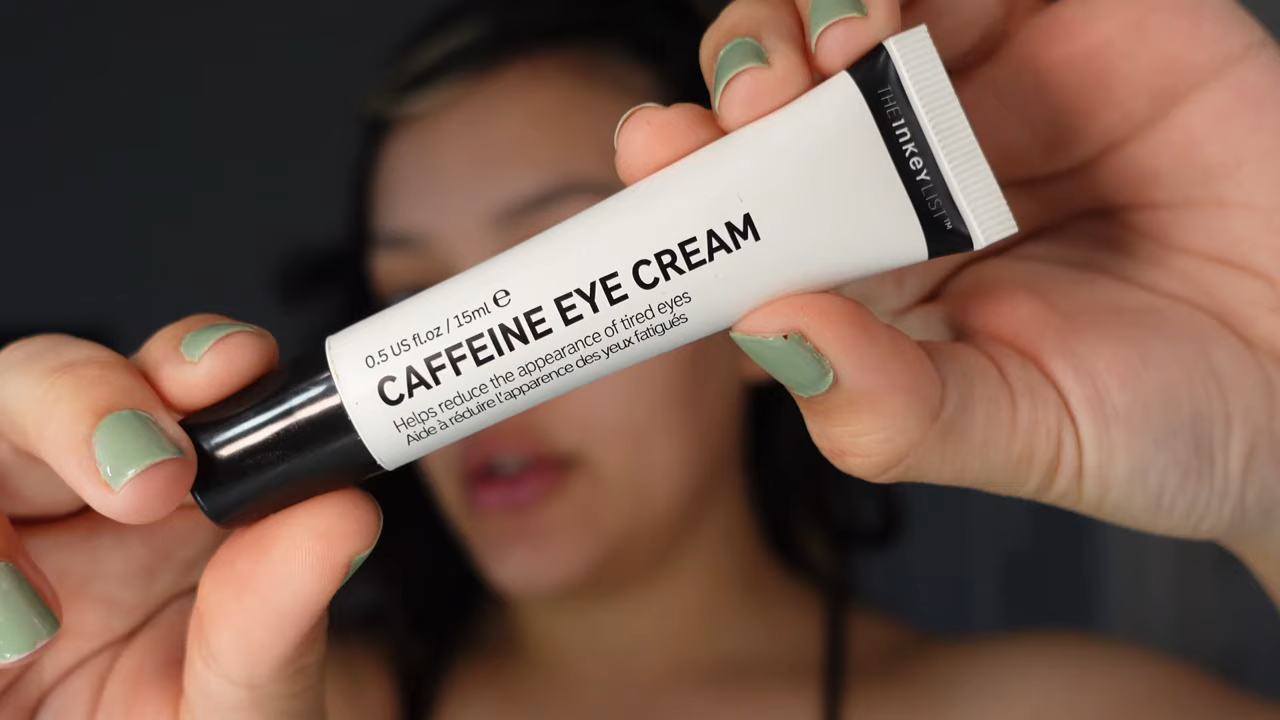 0.5 US fl.oz / 15ml ℮
CAFFEINE EYE CREAM
Helps reduce the appearance of tired eyes
Aide à réduire l'apparence des yeux fatigués
THE INKEY LIST™